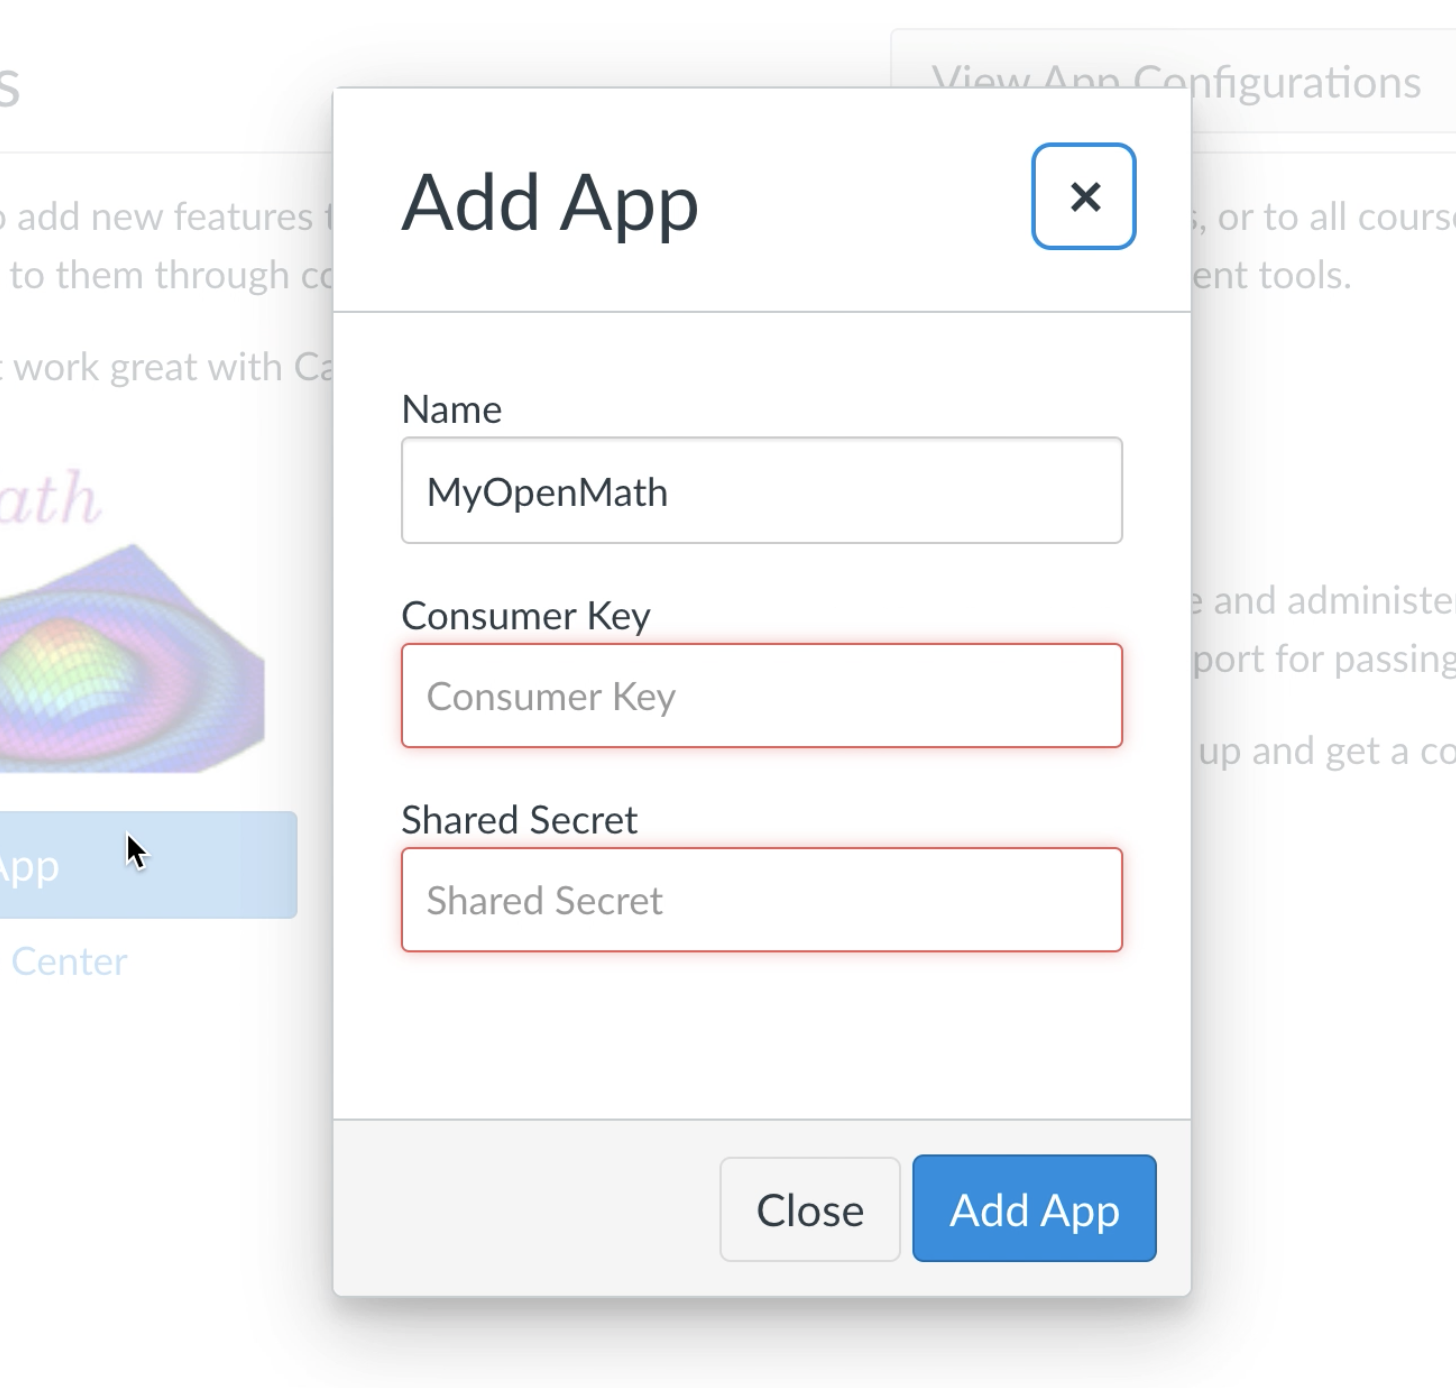 s
View App Configurations
add new features
s, or to all cours
to them through co
ent tools.
work great with Ca
ath
App
Center
e and administe
port for passing
up and get a co
Add App
×
Name
MyOpenMath
Consumer Key
Consumer Key
Shared Secret
Shared Secret
Close
Add App